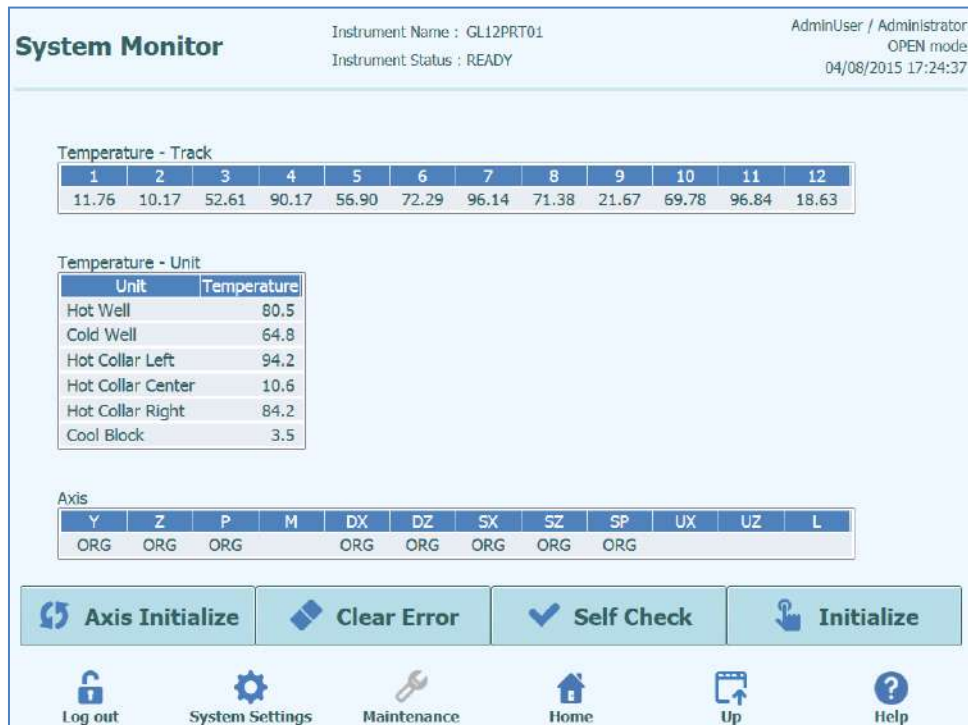 System Monitor
Instrument Name : GL12PRT01
Instrument Status : READY
AdminUser / Administrator
OPEN mode
04/08/2015 17:24:37
Temperature - Track
1 2 3 4 5 6 7 8 9 10 11 12
11.76 10.17 52.61 90.17 56.90 72.29 96.14 71.38 21.67 69.78 96.84 18.63
Temperature - Unit
Unit Temperature
Hot Well 80.5
Cold Well 64.8
Hot Collar Left 94.2
Hot Collar Center 10.6
Hot Collar Right 84.2
Cool Block 3.5
Axis
Y Z P M DX DZ SX SZ SP UX UZ L
ORG ORG ORG ORG ORG ORG ORG ORG
Axis Initialize Clear Error Self Check Initialize
Log out System Settings Maintenance Home Up Help